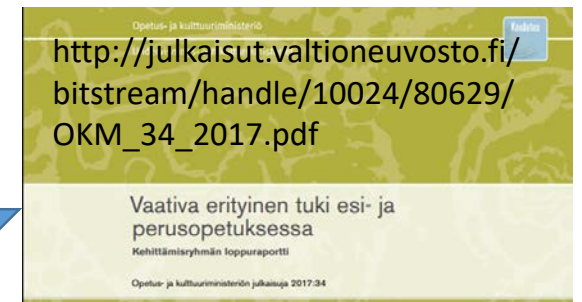 Opetus- ja kulttuuriministeriö
Koulutus
http://julkaisut.valtioneuvosto.fi/
bitstream/handle/10024/80629/
OKM_34_2017.pdf
Vaativa erityinen tuki esi- ja
perusopetuksessa
Kehittämisryhmän loppuraportti
Opetus- ja kulttuuriministeriön julkaisuja 2017:34